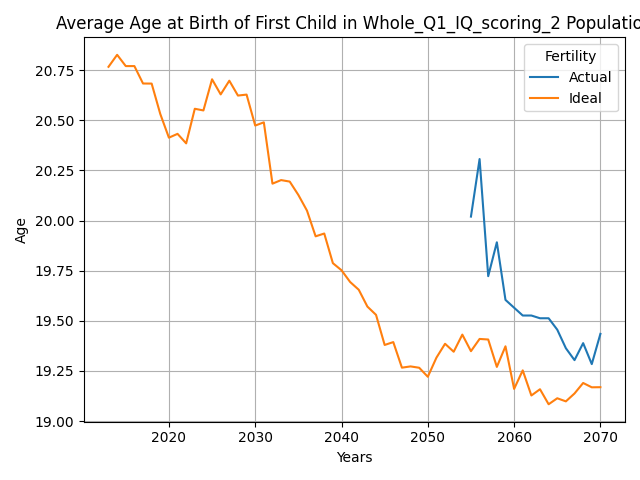 Average Age at Birth of First Child in Whole_Q1_IQ_scoring_2 Populatio
Fertility
Actual
Ideal
20.75
20.50
20.25
20.00
19.75
19.50
19.25
19.00
Age
2020 2030 2040 2050 2060 2070
Years